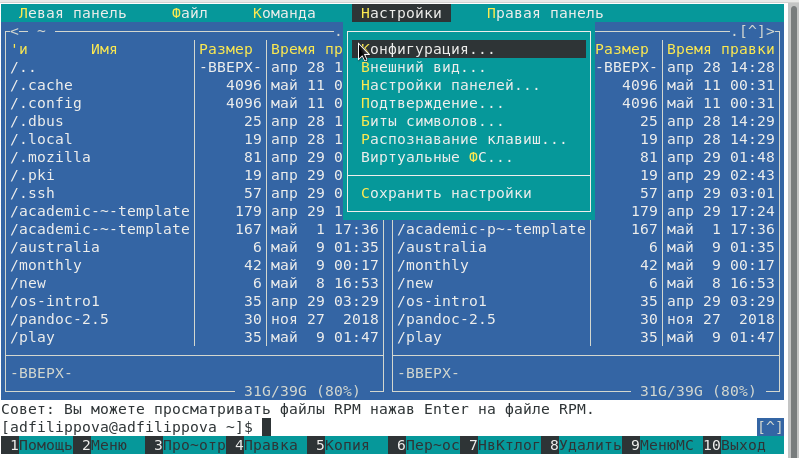 Левая панель Файл Команда Настройки Правая панель
<— ~ .[^]>
'и Имя Размер Время пр Размер Время правки
/.. -ВВЕРХ- апр 28 1 -ВВЕРХ- апр 28 14:28
/.cache 4096 май 11 0 4096 май 11 00:31
/.config 4096 май 11 0 4096 май 11 00:31
/.dbus 25 апр 28 1 25 апр 28 14:29
/.local 19 апр 28 1 19 апр 28 14:29
/.mozilla 81 апр 29 0 81 апр 29 01:48
/.pki 19 апр 29 0 19 апр 29 02:43
/.ssh 57 апр 29 0 57 апр 29 03:01
/academic-~-template 179 апр 29 1 179 апр 29 17:24
/academic-~-template 167 май 1 17:36 /academic-p~-template 167 май 1 17:36
/australia 6 май 9 01:35 /australia 6 май 9 01:35
/monthly 42 май 9 00:17 /monthly 42 май 9 00:17
/new 6 май 8 16:53 /new 6 май 8 16:53
/os-intro1 35 апр 29 03:29 /os-intro1 35 апр 29 03:29
/pandoc-2.5 30 ноя 27 2018 /pandoc-2.5 30 ноя 27 2018
/play 35 май 9 01:47 /play 35 май 9 01:47
Конфигурация...
Внешний вид...
Настройки панелей...
Подтверждение...
Биты символов...
Распознавание клавиш...
Виртуальные ФС...
Сохранить настройки
-ВВЕРХ- -ВВЕРХ-
31G/39G (80%) 31G/39G (80%)
Совет: Вы можете просматривать файлы RPM нажав Enter на файле RPM.
[adfilippova@adfilippova ~]$ [^]
1Помощь 2Меню 3Про~отр 4Правка 5Копия 6Пер~ос 7НвКтлог 8Удалить 9МенюМС 10Выход